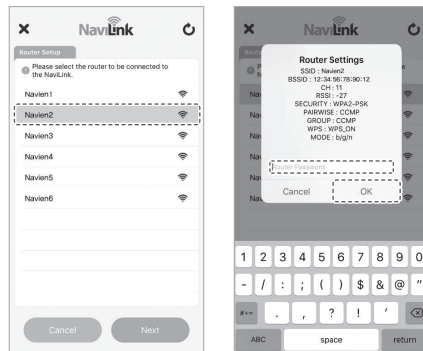 NaviLink
Router Setup
Please select the router to be connected to
the NaviLink.
Navien1
Navien2
Navien3
Navien4
Navien5
Navien6
Cancel
Next
NaviLink
Router Settings
SSID : Navien2
BSSID : 12:34:56:78:90:12
CH : 11
RSSI : -27
SECURITY : WPA2-PSK
PAIRWISE : CCMP
GROUP : CCMP
WPS : WPS_ON
MODE : b/g/n
Router Password
Cancel
OK
1 2 3 4 5 6 7 8 9 0
- / : ; ( ) $ & @ "
#+= . , ? ! '
ABC space return